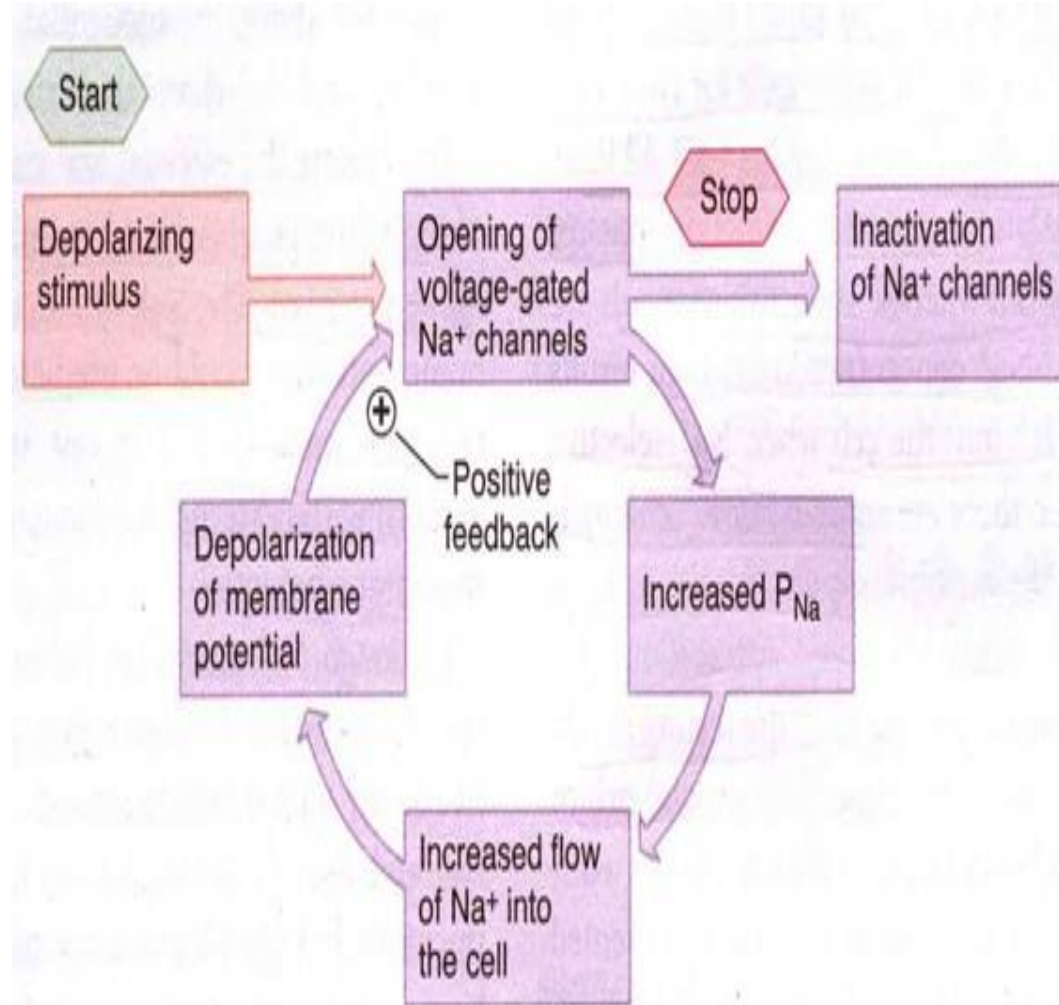 Start
Depolarizing
stimulus
Opening of
voltage-gated
Na⁺ channels
Stop
Inactivation
of Na⁺ channels
Positive
feedback
Depolarization
of membrane
potential
Increased P_Na
Increased flow
of Na⁺ into
the cell